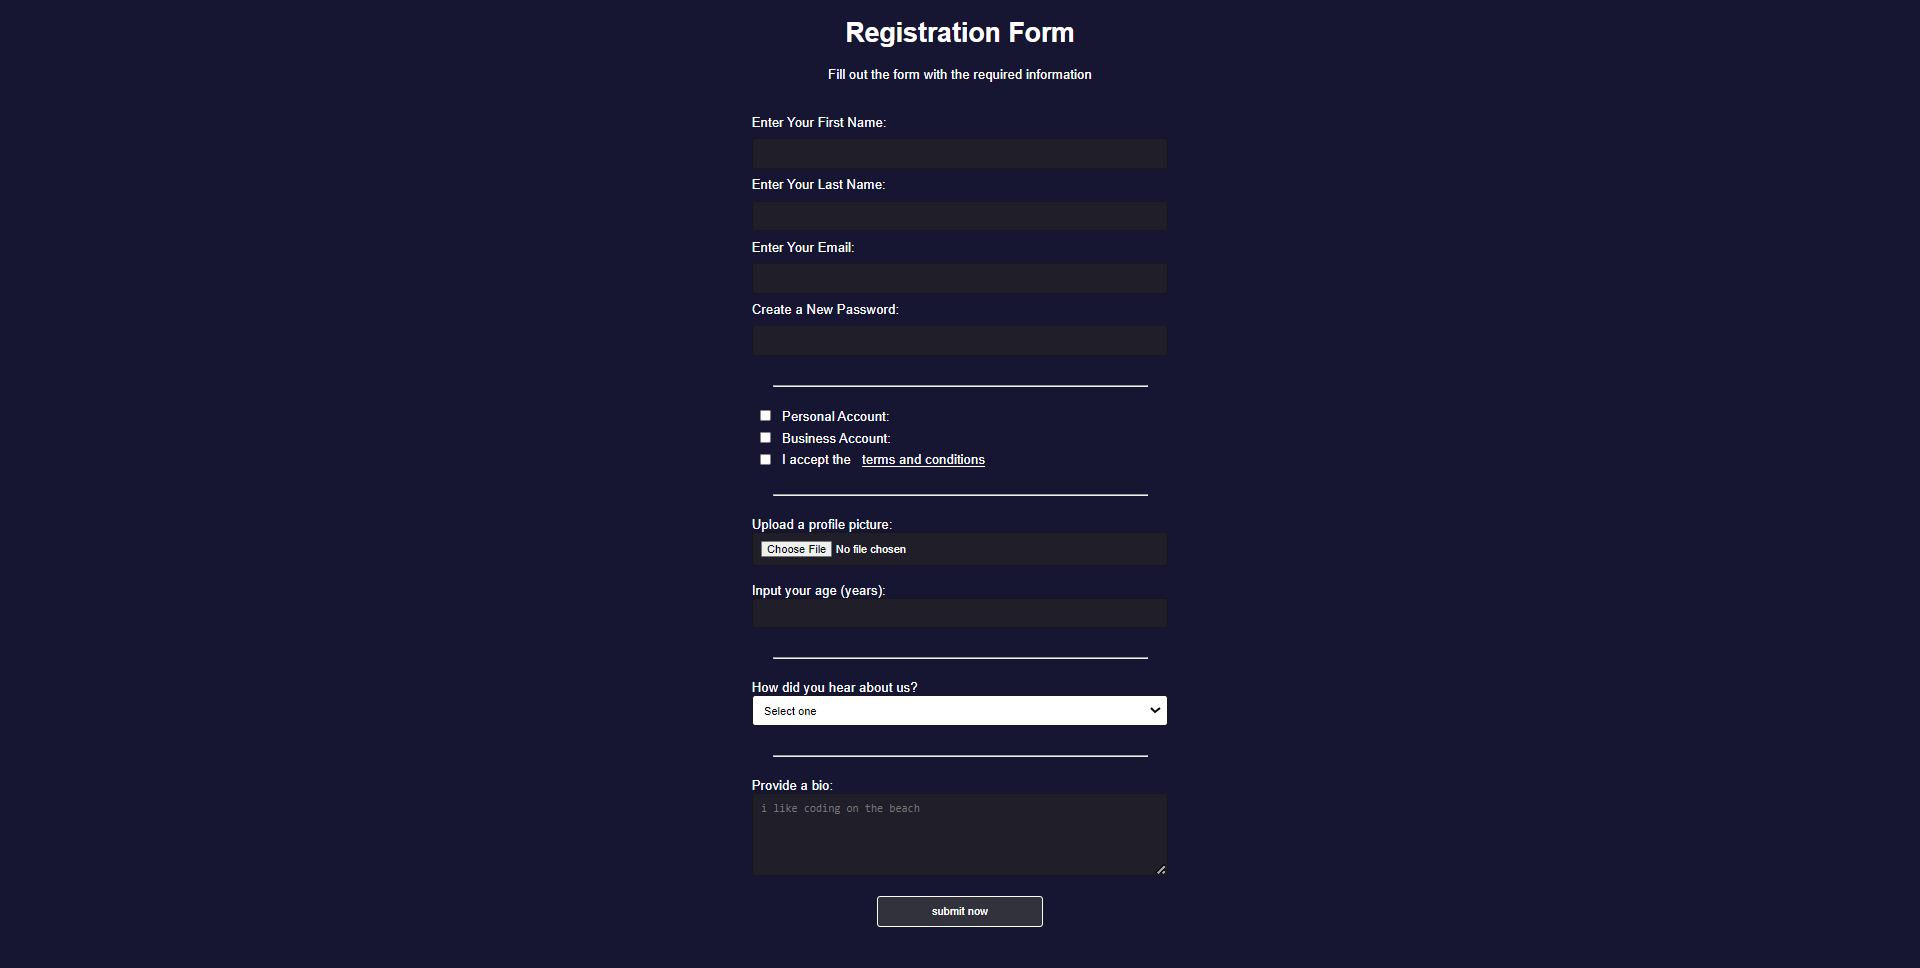 Registration Form
Fill out the form with the required information
Enter Your First Name:
Enter Your Last Name:
Enter Your Email:
Create a New Password:
Personal Account:
Business Account:
I accept the terms and conditions
Upload a profile picture:
Choose File No file chosen
Input your age (years):
How did you hear about us?
Select one
Provide a bio:
i like coding on the beach
submit now